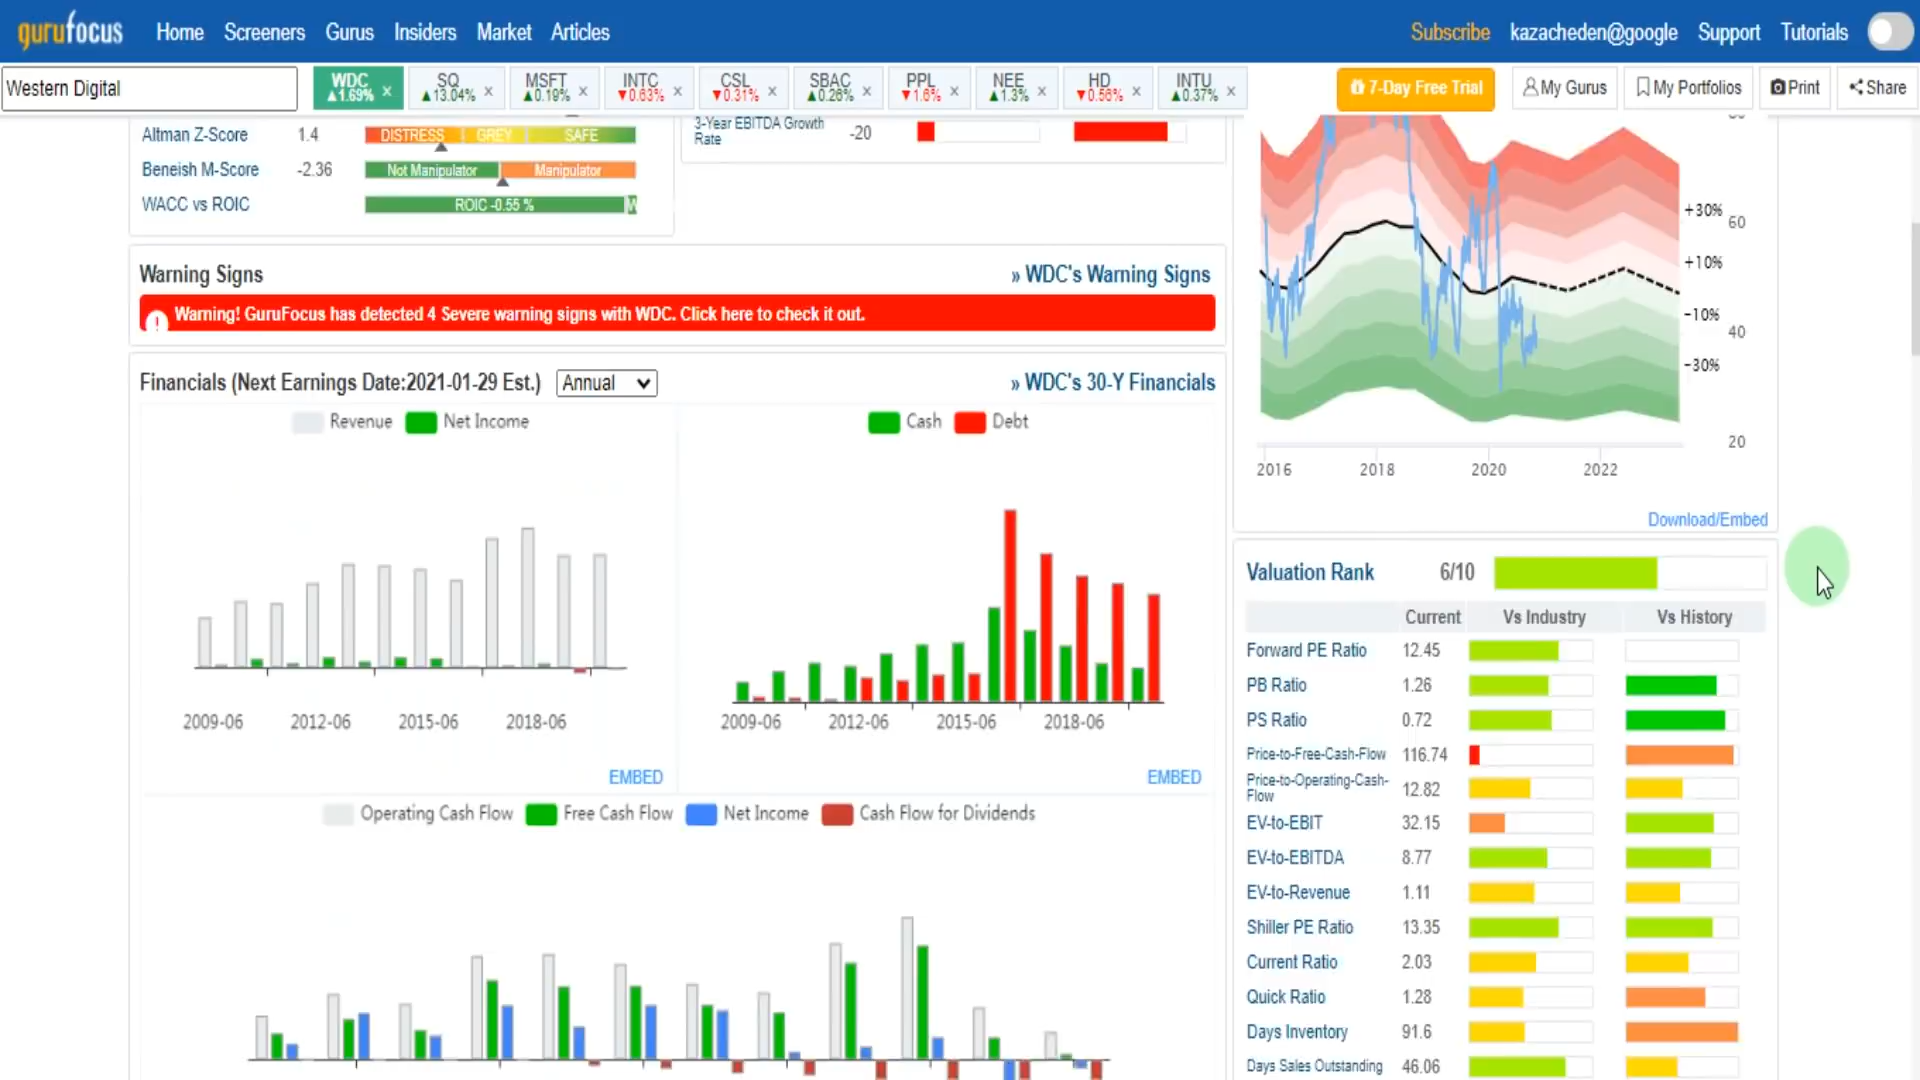 gurufocus Home Screeners Gurus Insiders Market Articles Subscribe kazacheden@google Support Tutorials
Western Digital
WDC ▲1.69% × SQ ▲13.04% × MSFT ▲0.19% × INTC ▼0.63% × CSL ▼0.31% × SBAC ▲0.26% × PPL ▼1.6% × NEE ▲1.3% × HD ▼0.56% × INTU ▲0.37% ×
7-Day Free Trial My Gurus My Portfolios Print Share
Altman Z-Score 1.4 DISTRESS GREY SAFE
Beneish M-Score -2.36 Not Manipulator Manipulator
WACC vs ROIC ROIC -0.55 % W
3-Year EBITDA Growth
Rate -20
Warning Signs » WDC's Warning Signs
Warning! GuruFocus has detected 4 Severe warning signs with WDC. Click here to check it out.
Financials (Next Earnings Date:2021-01-29 Est.) Annual » WDC's 30-Y Financials
Revenue Net Income
2009-06 2012-06 2015-06 2018-06
EMBED
Cash Debt
2009-06 2012-06 2015-06 2018-06
EMBED
Operating Cash Flow Free Cash Flow Net Income Cash Flow for Dividends
+30% 60
+10%
-10% 40
-30%
20
2016 2018 2020 2022
Download/Embed
Valuation Rank 6/10
Current Vs Industry Vs History
Forward PE Ratio 12.45
PB Ratio 1.26
PS Ratio 0.72
Price-to-Free-Cash-Flow 116.74
Price-to-Operating-Cash-
Flow 12.82
EV-to-EBIT 32.15
EV-to-EBITDA 8.77
EV-to-Revenue 1.11
Shiller PE Ratio 13.35
Current Ratio 2.03
Quick Ratio 1.28
Days Inventory 91.6
Days Sales Outstanding 46.06